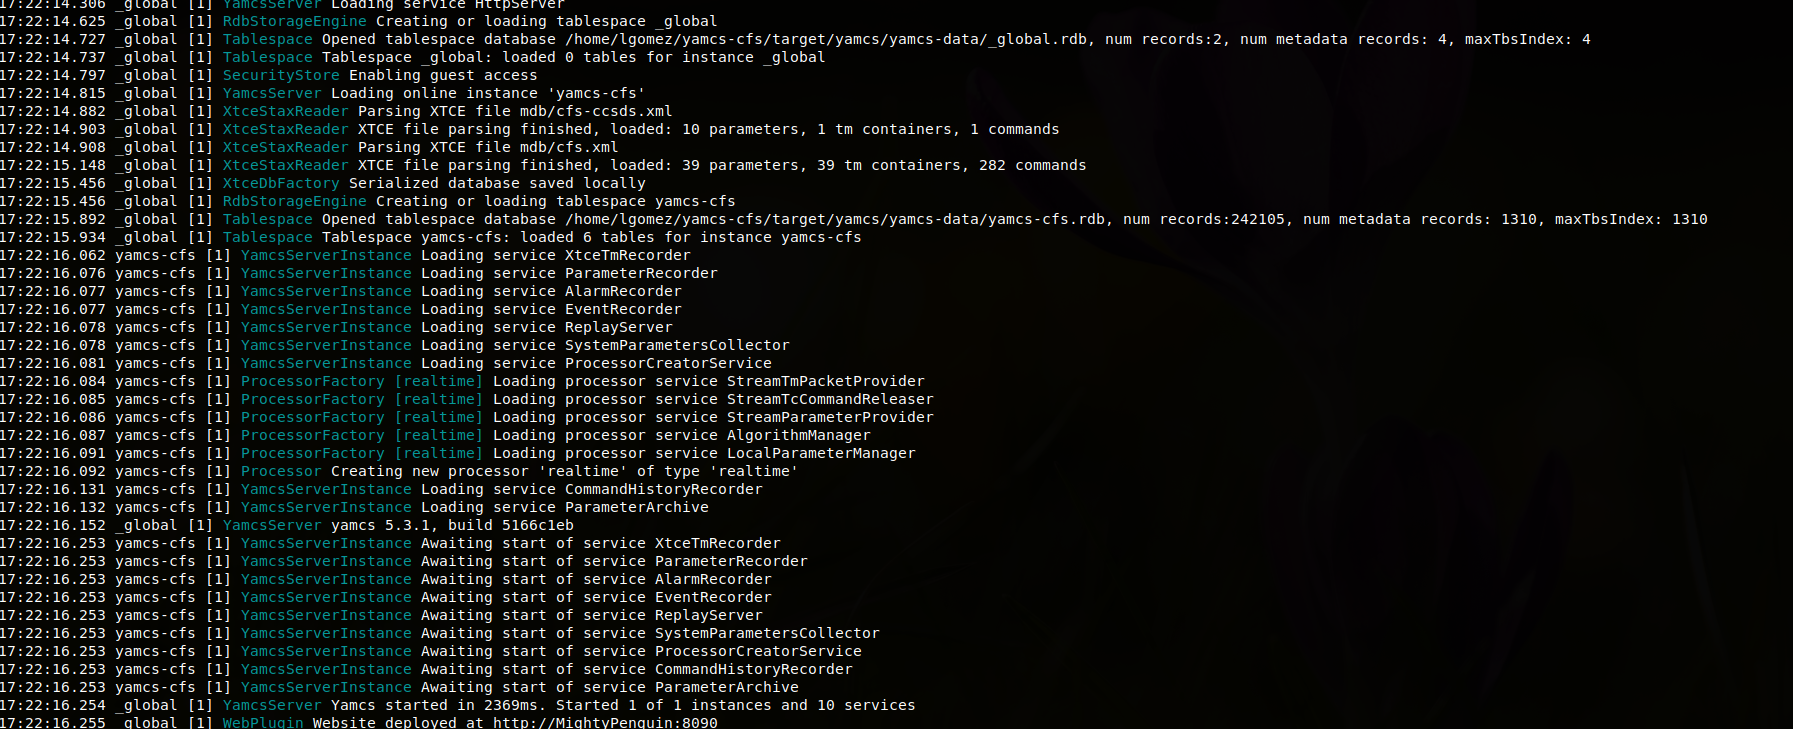 17:22:14.306 _global [1] YamcsServer Loading service HttpServer
17:22:14.625 _global [1] RdbStorageEngine Creating or loading tablespace _global
17:22:14.727 _global [1] Tablespace Opened tablespace database /home/lgomez/yamcs-cfs/target/yamcs/yamcs-data/_global.rdb, num records:2, num metadata records: 4, maxTbsIndex: 4
17:22:14.737 _global [1] Tablespace Tablespace _global: loaded 0 tables for instance _global
17:22:14.797 _global [1] SecurityStore Enabling guest access
17:22:14.815 _global [1] YamcsServer Loading online instance 'yamcs-cfs'
17:22:14.882 _global [1] XtceStaxReader Parsing XTCE file mdb/cfs-ccsds.xml
17:22:14.903 _global [1] XtceStaxReader XTCE file parsing finished, loaded: 10 parameters, 1 tm containers, 1 commands
17:22:14.908 _global [1] XtceStaxReader Parsing XTCE file mdb/cfs.xml
17:22:15.148 _global [1] XtceStaxReader XTCE file parsing finished, loaded: 39 parameters, 39 tm containers, 282 commands
17:22:15.456 _global [1] XtceDbFactory Serialized database saved locally
17:22:15.456 _global [1] RdbStorageEngine Creating or loading tablespace yamcs-cfs
17:22:15.892 _global [1] Tablespace Opened tablespace database /home/lgomez/yamcs-cfs/target/yamcs/yamcs-data/yamcs-cfs.rdb, num records:242105, num metadata records: 1310, maxTbsIndex: 1310
17:22:15.934 _global [1] Tablespace Tablespace yamcs-cfs: loaded 6 tables for instance yamcs-cfs
17:22:16.062 yamcs-cfs [1] YamcsServerInstance Loading service XtceTmRecorder
17:22:16.076 yamcs-cfs [1] YamcsServerInstance Loading service ParameterRecorder
17:22:16.077 yamcs-cfs [1] YamcsServerInstance Loading service AlarmRecorder
17:22:16.077 yamcs-cfs [1] YamcsServerInstance Loading service EventRecorder
17:22:16.078 yamcs-cfs [1] YamcsServerInstance Loading service ReplayServer
17:22:16.078 yamcs-cfs [1] YamcsServerInstance Loading service SystemParametersCollector
17:22:16.081 yamcs-cfs [1] YamcsServerInstance Loading service ProcessorCreatorService
17:22:16.084 yamcs-cfs [1] ProcessorFactory [realtime] Loading processor service StreamTmPacketProvider
17:22:16.085 yamcs-cfs [1] ProcessorFactory [realtime] Loading processor service StreamTcCommandReleaser
17:22:16.086 yamcs-cfs [1] ProcessorFactory [realtime] Loading processor service StreamParameterProvider
17:22:16.087 yamcs-cfs [1] ProcessorFactory [realtime] Loading processor service AlgorithmManager
17:22:16.091 yamcs-cfs [1] ProcessorFactory [realtime] Loading processor service LocalParameterManager
17:22:16.092 yamcs-cfs [1] Processor Creating new processor 'realtime' of type 'realtime'
17:22:16.131 yamcs-cfs [1] YamcsServerInstance Loading service CommandHistoryRecorder
17:22:16.132 yamcs-cfs [1] YamcsServerInstance Loading service ParameterArchive
17:22:16.152 _global [1] YamcsServer yamcs 5.3.1, build 5166c1eb
17:22:16.253 yamcs-cfs [1] YamcsServerInstance Awaiting start of service XtceTmRecorder
17:22:16.253 yamcs-cfs [1] YamcsServerInstance Awaiting start of service ParameterRecorder
17:22:16.253 yamcs-cfs [1] YamcsServerInstance Awaiting start of service AlarmRecorder
17:22:16.253 yamcs-cfs [1] YamcsServerInstance Awaiting start of service EventRecorder
17:22:16.253 yamcs-cfs [1] YamcsServerInstance Awaiting start of service ReplayServer
17:22:16.253 yamcs-cfs [1] YamcsServerInstance Awaiting start of service SystemParametersCollector
17:22:16.253 yamcs-cfs [1] YamcsServerInstance Awaiting start of service ProcessorCreatorService
17:22:16.253 yamcs-cfs [1] YamcsServerInstance Awaiting start of service CommandHistoryRecorder
17:22:16.253 yamcs-cfs [1] YamcsServerInstance Awaiting start of service ParameterArchive
17:22:16.254 _global [1] YamcsServer Yamcs started in 2369ms. Started 1 of 1 instances and 10 services
17:22:16.255 _global [1] WebPlugin Website deployed at http://MightyPenguin:8090